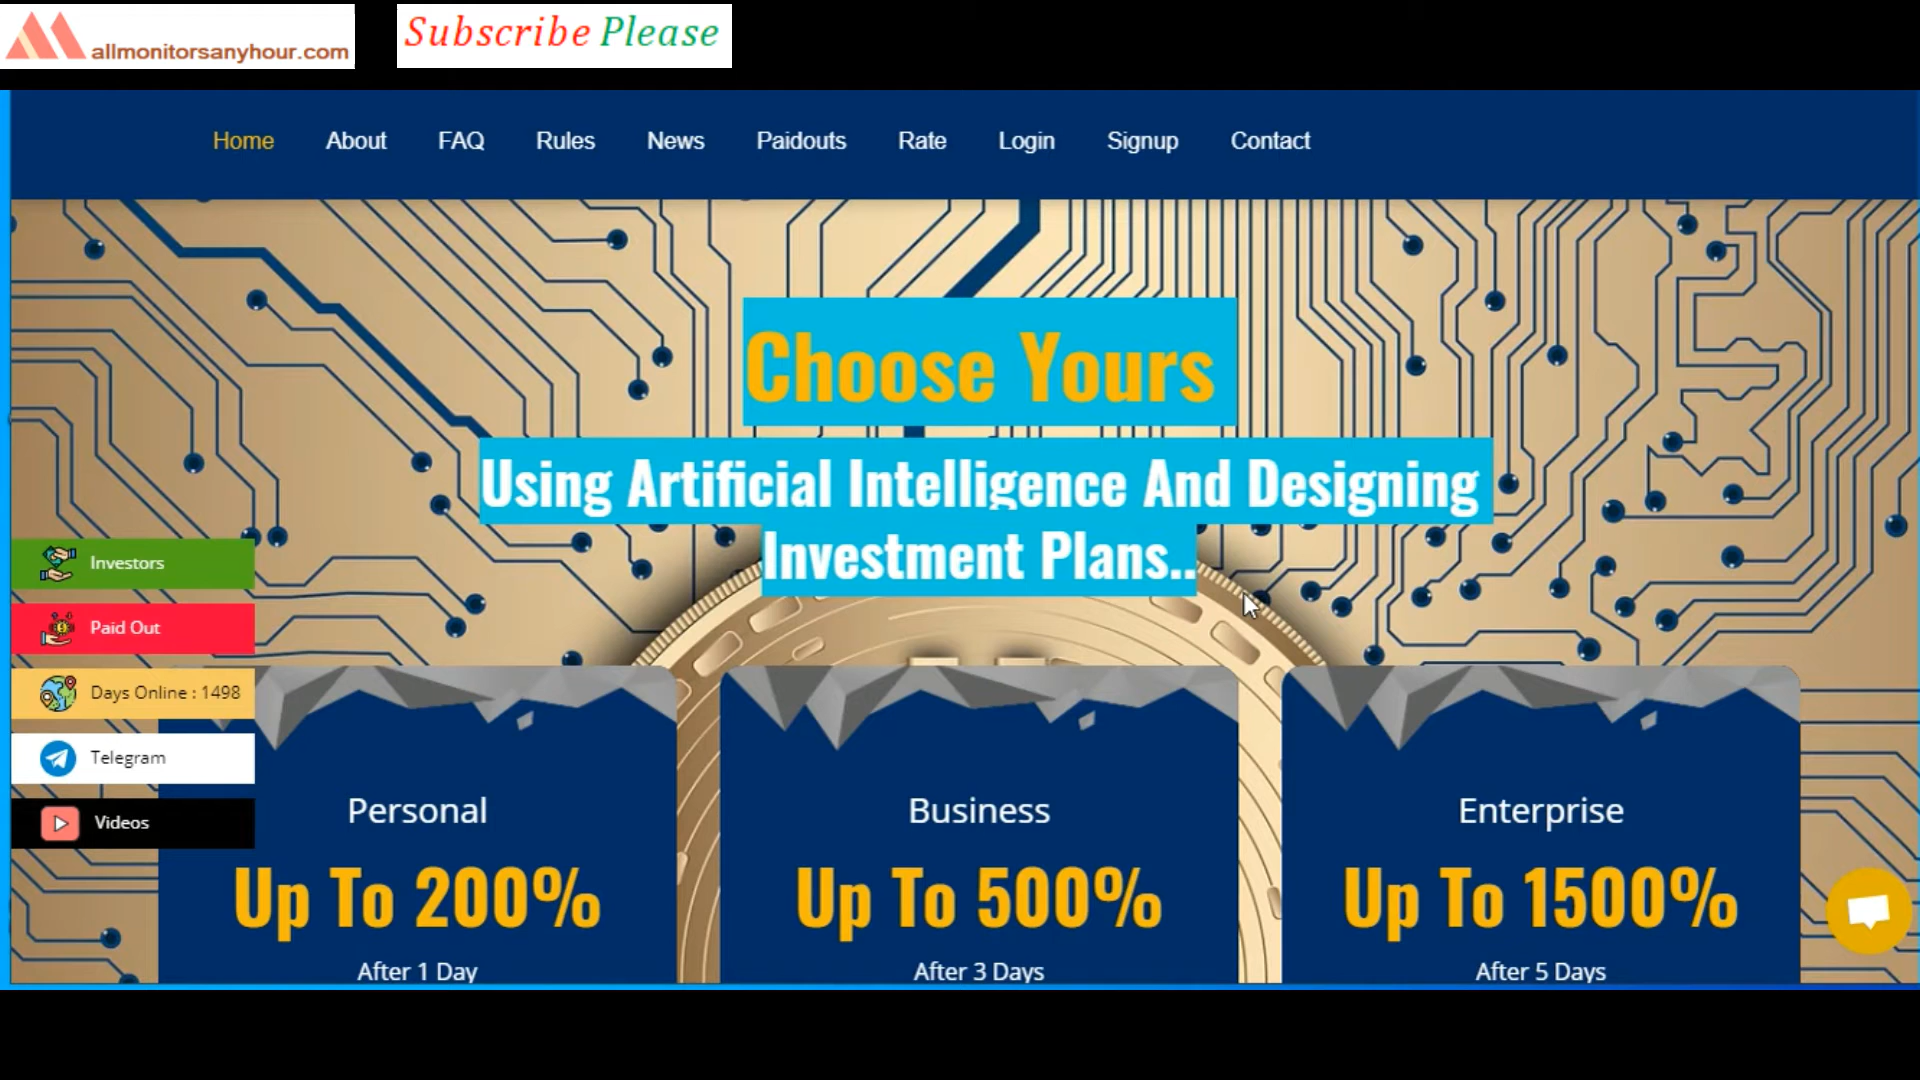 allmonitorsanyhour.com
Subscribe Please
Home About FAQ Rules News Paidouts Rate Login Signup Contact
Choose Yours
Using Artificial Intelligence And Designing
Investment Plans..
Investors
Paid Out
Days Online : 1498
Telegram
Videos
Personal
Up To 200%
After 1 Day
Business
Up To 500%
After 3 Days
Enterprise
Up To 1500%
After 5 Days